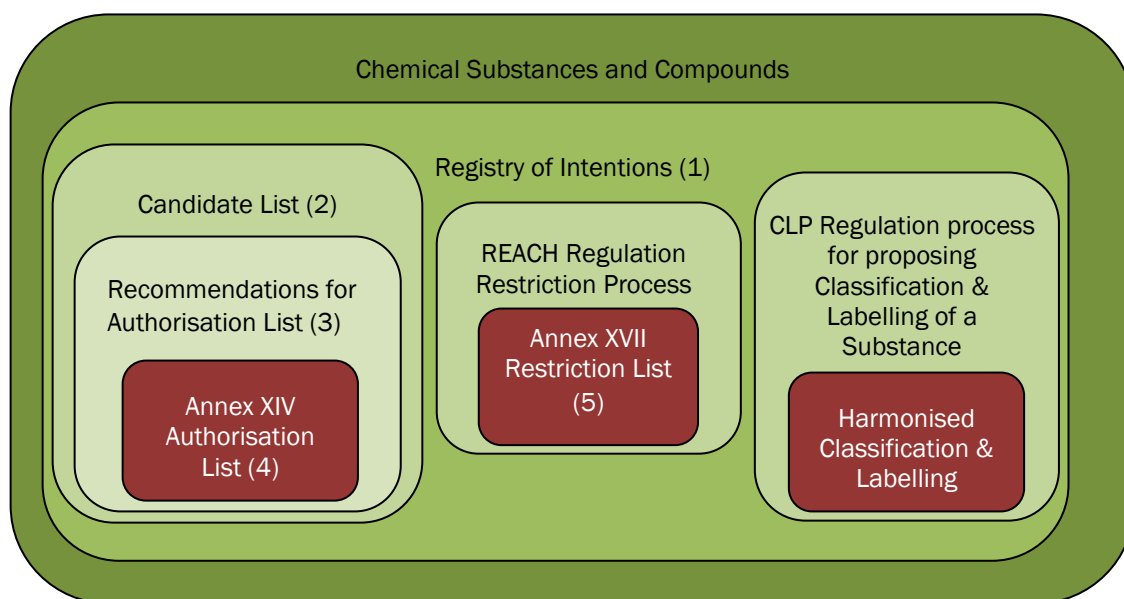 Chemical Substances and Compounds
Registry of Intentions (1)
Candidate List (2)
Recommendations for
Authorisation List (3)
Annex XIV
Authorisation
List (4)
REACH Regulation
Restriction Process
Annex XVII
Restriction List
(5)
CLP Regulation process
for proposing
Classification &
Labelling of a
Substance
Harmonised
Classification &
Labelling